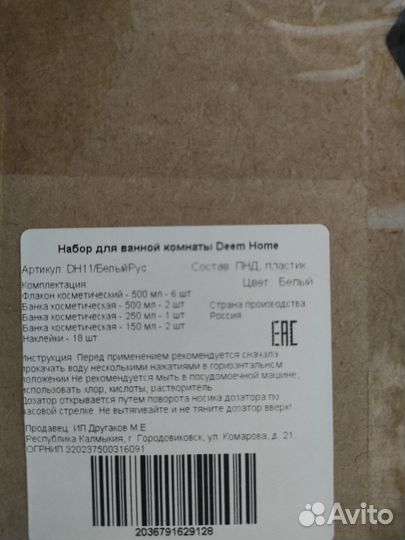 Набор для ванной комнаты Deem Home
Артикул: DH11/БелыйРус Состав: ПНД, пластик
Комплектация: Цвет: Белый
Флакон косметический - 500 мл - 6 шт
Банка косметическая - 500 мл - 2 шт Страна производства
Банка косметическая - 250 мл - 1 шт Россия
Банка косметическая - 150 мл - 2 шт
Наклейки - 18 шт
EAC
Инструкция: Перед применением рекомендуется сначала
прокачать воду несколькими нажатиями в горизонтальном
положении Не рекомендуется мыть в посудомоечной машине,
использовать хлор, кислоты, растворитель
Дозатор открывается путем поворота носика дозатора по
часовой стрелке. Не вытягивайте и не тяните дозатор вверх!
Продавец: ИП Другаков М.Е
Республика Калмыкия, г. Городовиковск, ул. Комарова, д. 21
ОГРНИП 320237500316091
2036791629128
Avito